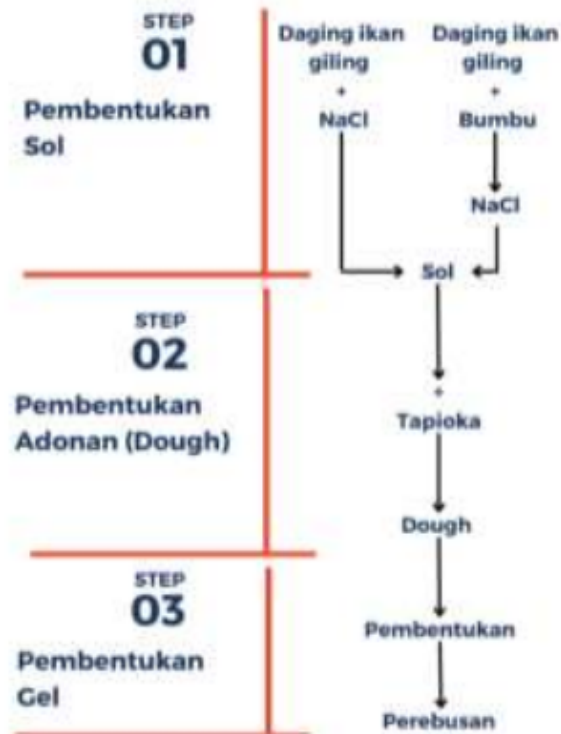 STEP
01
Pembentukan
Sol
Daging ikan
giling
+
NaCl
Daging ikan
giling
+
Bumbu
NaCl
Sol
STEP
02
Pembentukan
Adonan (Dough)
+
Tapioka
Dough
STEP
03
Pembentukan
Gel
Pembentukan
Perebusan